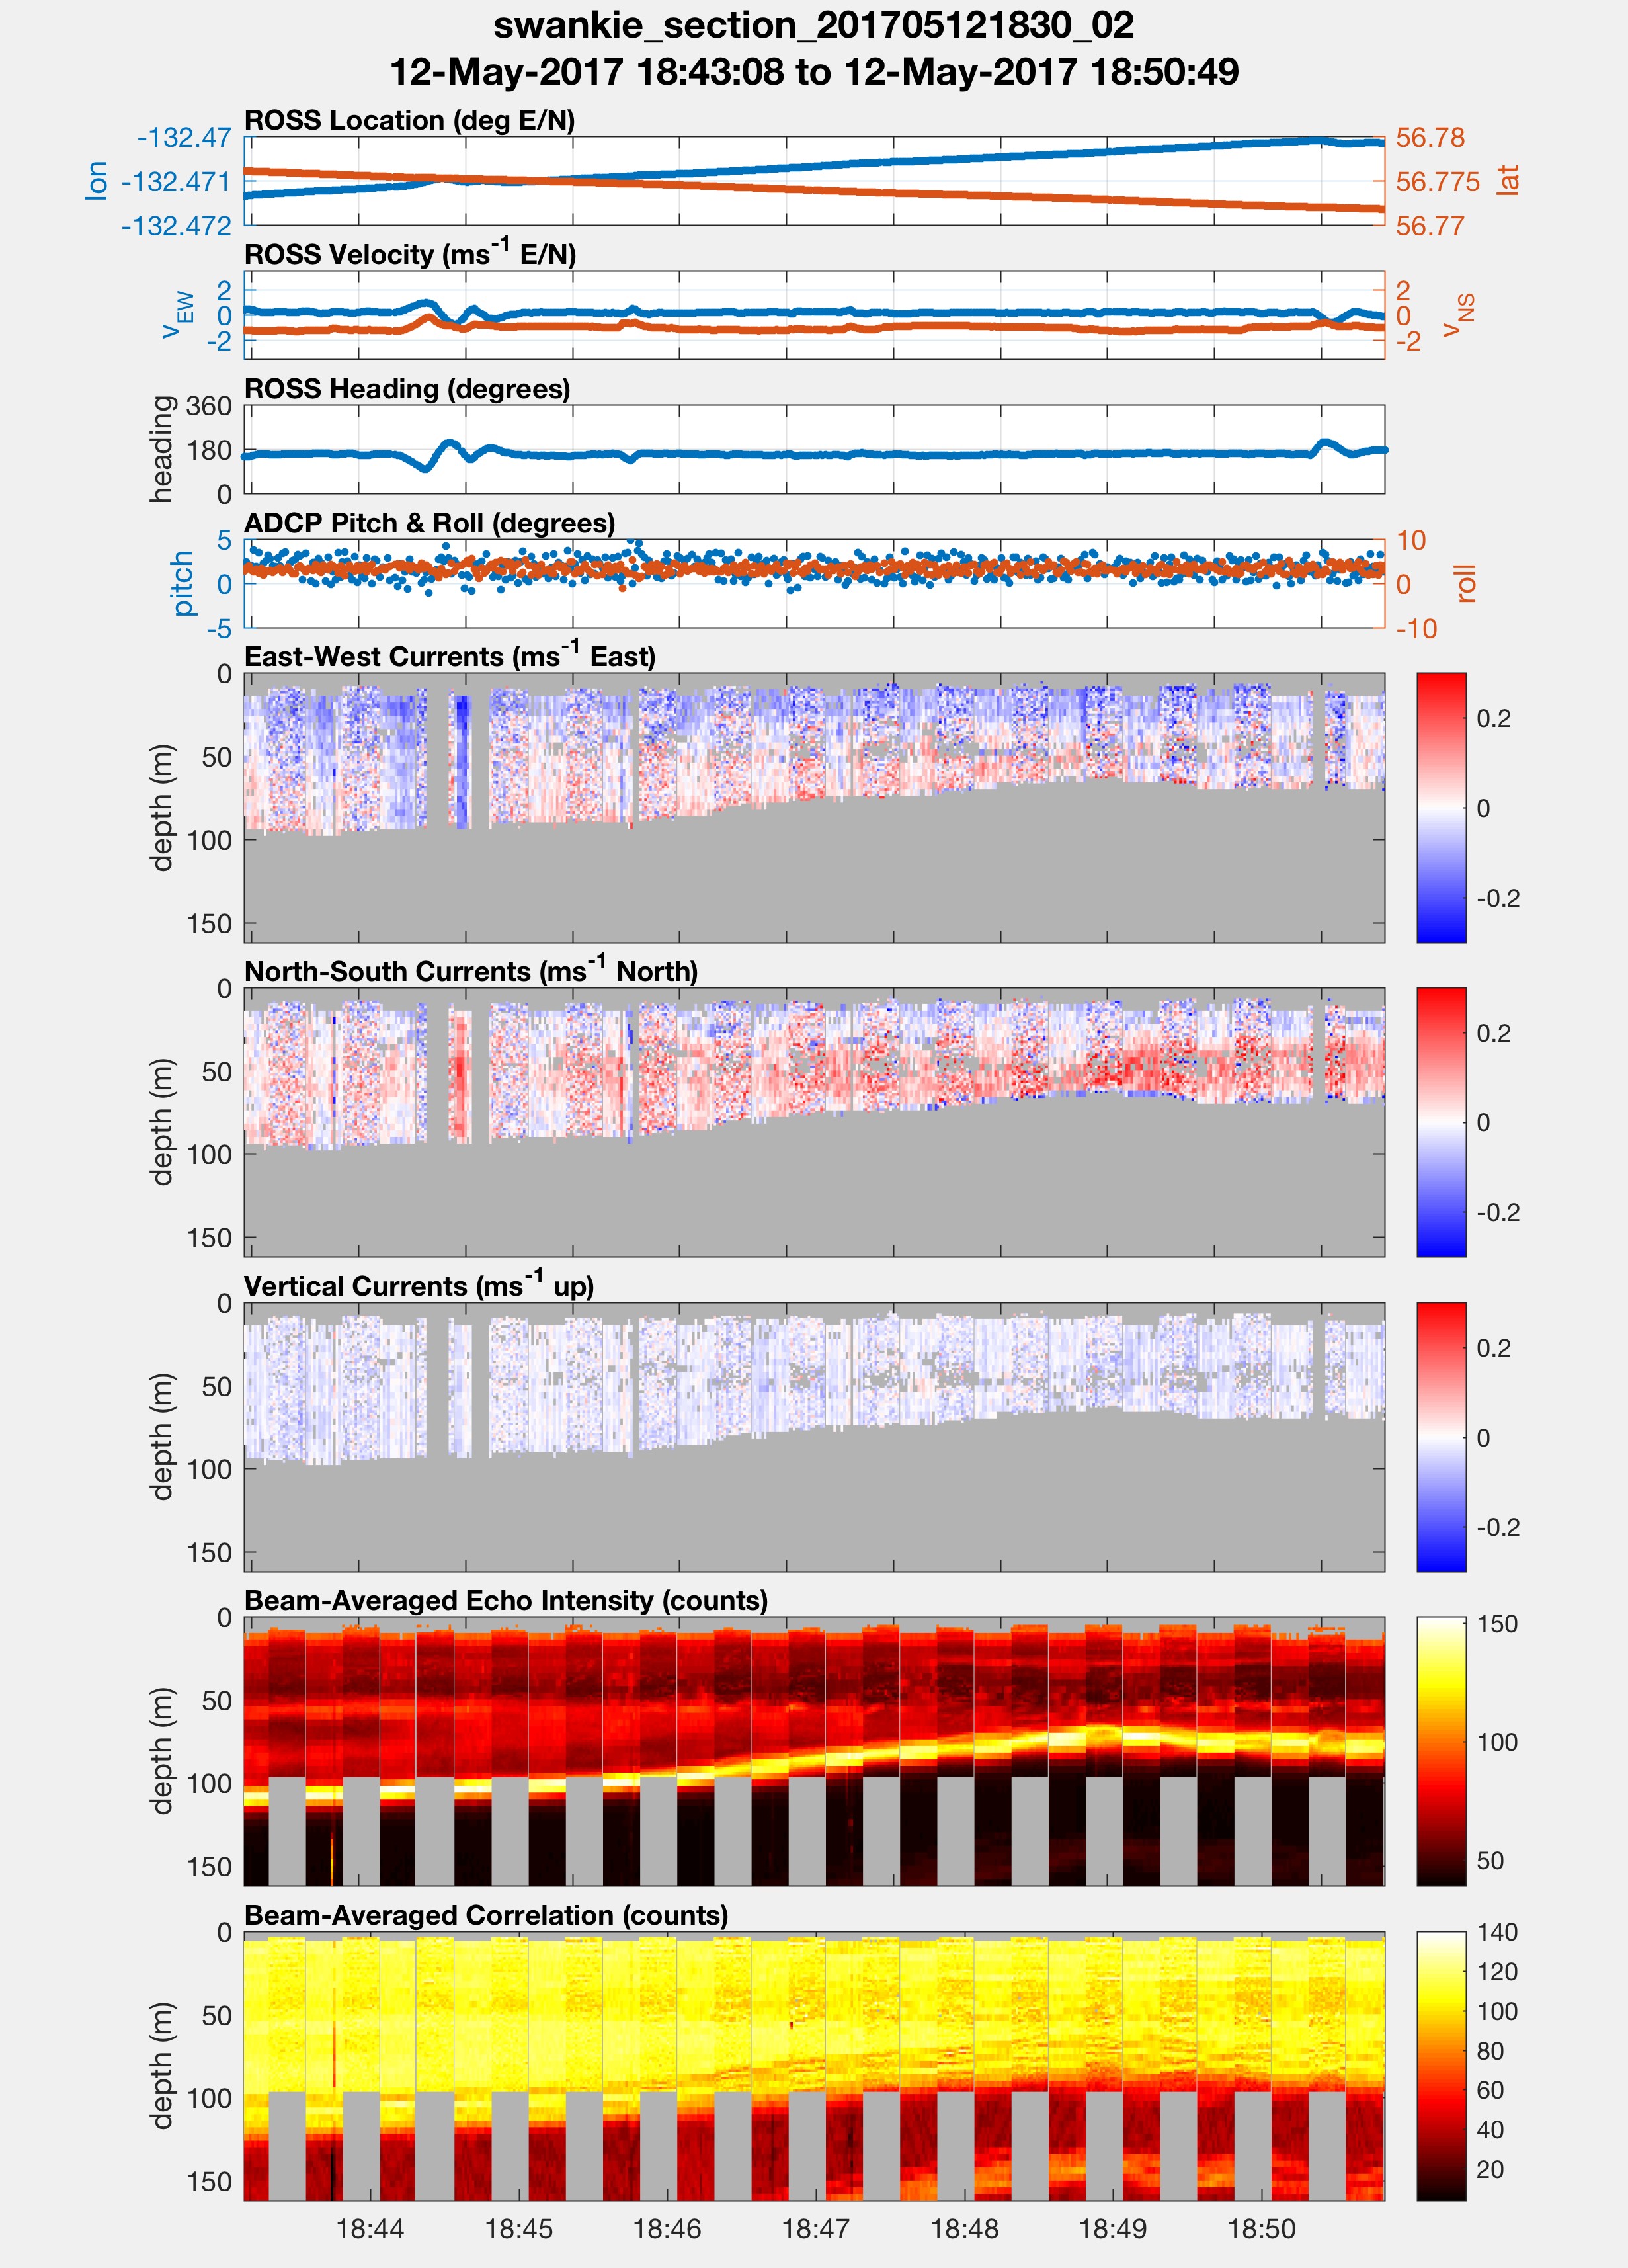 swankie_section_201705121830_02
12-May-2017 18:43:08 to 12-May-2017 18:50:49
ROSS Location (deg E/N)
lon
-132.47
-132.471
-132.472
56.78
56.775
56.77
lat
ROSS Velocity (ms-1 E/N)
vEW
2
0
-2
2
0
-2
vNS
ROSS Heading (degrees)
heading
360
180
0
ADCP Pitch & Roll (degrees)
pitch
5
0
-5
10
0
-10
roll
East-West Currents (ms-1 East)
depth (m)
0
50
100
150
0.2
0
-0.2
North-South Currents (ms-1 North)
depth (m)
0
50
100
150
0.2
0
-0.2
Vertical Currents (ms-1 up)
depth (m)
0
50
100
150
0.2
0
-0.2
Beam-Averaged Echo Intensity (counts)
depth (m)
0
50
100
150
150
100
50
Beam-Averaged Correlation (counts)
depth (m)
0
50
100
150
140
120
100
80
60
40
20
18:44 18:45 18:46 18:47 18:48 18:49 18:50